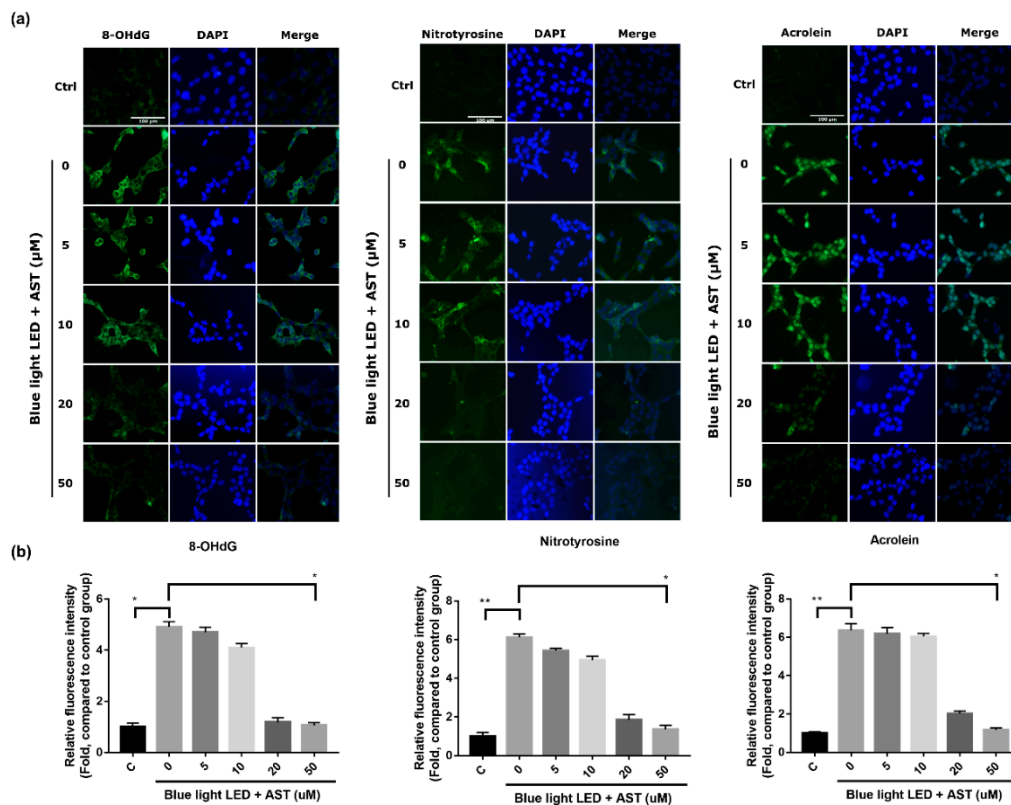 (a)
8-OHdG DAPI Merge
Ctrl
100 μm
0
5
10
20
50
Blue light LED + AST (μM)
Nitrotyrosine DAPI Merge
Ctrl
100 μm
0
5
10
20
50
Blue light LED + AST (μM)
Acrolein DAPI Merge
Ctrl
100 μm
0
5
10
20
50
Blue light LED + AST (μM)
(b)
8-OHdG
Relative fluorescence intensity
(Fold, compared to control group)
6
4
2
0
* *
C 0 5 10 20 50
Blue light LED + AST (uM)
Nitrotyrosine
Relative fluorescence intensity
(Fold, compared to control group)
8
6
4
2
0
** *
C 0 5 10 20 50
Blue light LED + AST (uM)
Acrolein
Relative fluorescence intensity
(Fold, compared to control group)
8
6
4
2
0
** *
C 0 5 10 20 50
Blue light LED + AST (uM)